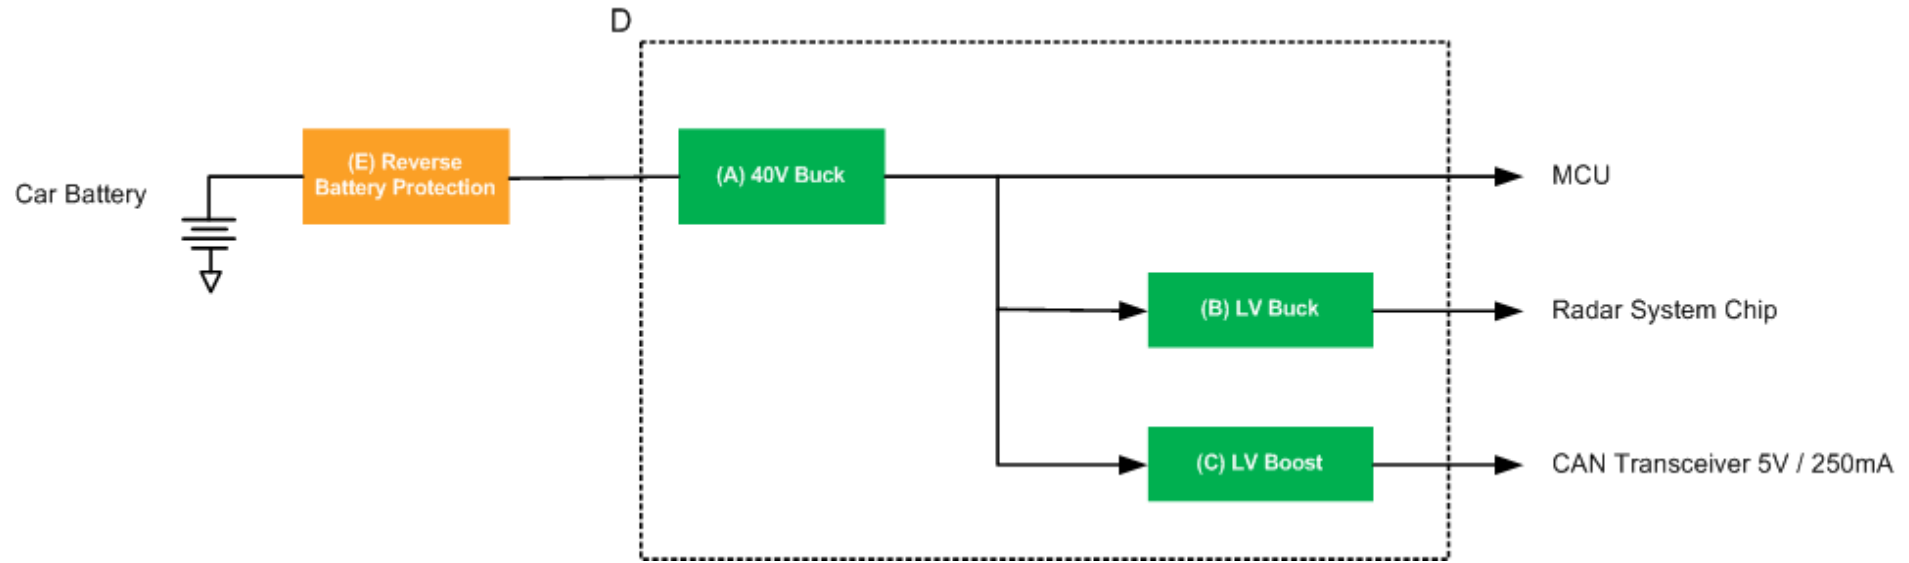 D
Car Battery
(E) Reverse
Battery Protection
(A) 40V Buck
MCU
(B) LV Buck
Radar System Chip
(C) LV Boost
CAN Transceiver 5V / 250mA